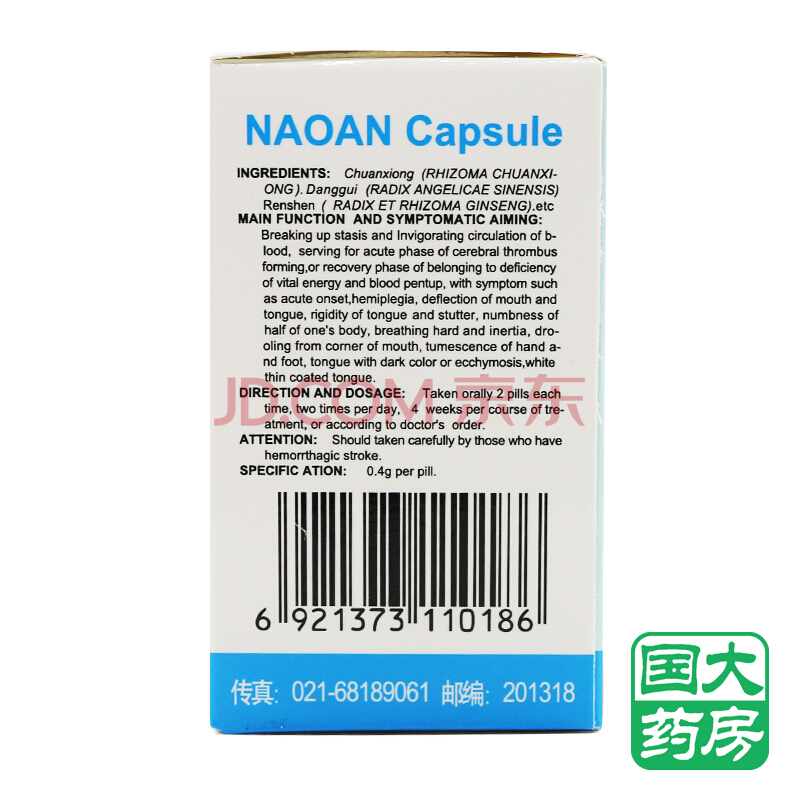 NAOAN Capsule
INGREDIENTS: Chuanxiong (RHIZOMA CHUANXI-
ONG). Danggui (RADIX ANGELICAE SINENSIS)
Renshen ( RADIX ET RHIZOMA GINSENG).etc
MAIN FUNCTION AND SYMPTOMATIC AIMING:
Breaking up stasis and Invigorating circulation of b-
lood, serving for acute phase of cerebral thrombus
forming,or recovery phase of belonging to deficiency
of vital energy and blood pentup, with symptom such
as acute onset,hemiplegia, deflection of mouth and
tongue, rigidity of tongue and stutter, numbness of
half of one's body, breathing hard and inertia, dro-
oling from corner of mouth, tumescence of hand a-
nd foot, tongue with dark color or ecchymosis,white
thin coated tongue.
JD.COM 京东
DIRECTION AND DOSAGE: Taken orally 2 pills each
time, two times per day, 4 weeks per course of tre-
atment, or according to doctor's order.
ATTENTION: Should taken carefully by those who have
hemorrthagic stroke.
SPECIFIC ATION: 0.4g per pill.
6 921373 110186
传真: 021-68189061 邮编: 201318
国大
药房